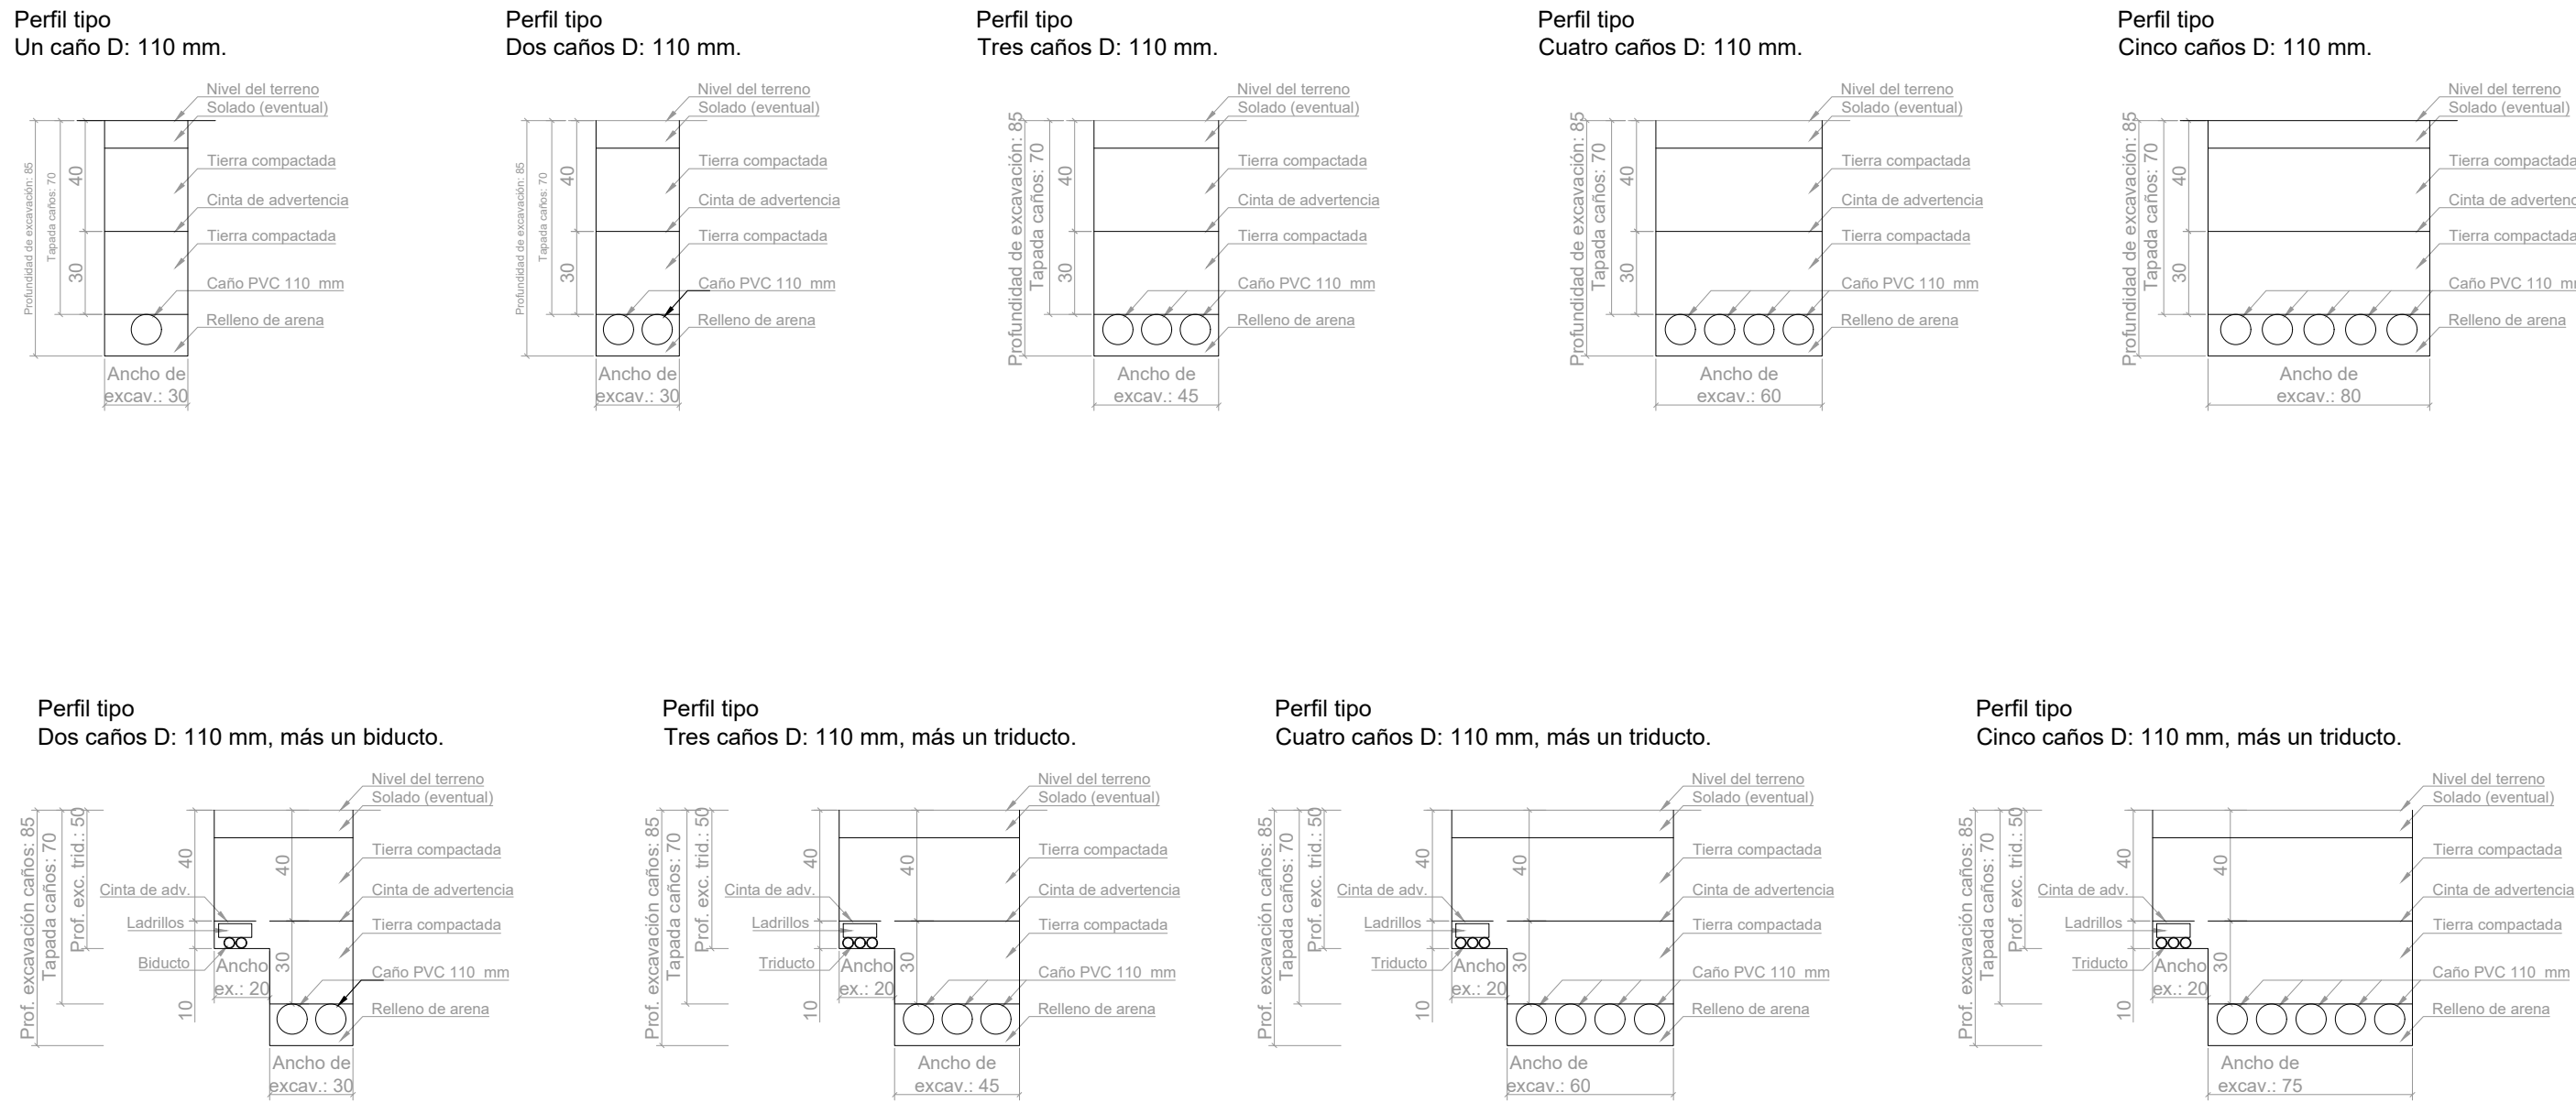 Perfil tipo
Un caño D: 110 mm.
Nivel del terreno
Solado (eventual)
Tierra compactada
Cinta de advertencia
Tierra compactada
Caño PVC 110 mm
Relleno de arena
Profundidad de excavación: 85
Tapada caños: 70
40
30
Ancho de
excav.: 30
Perfil tipo
Dos caños D: 110 mm.
Nivel del terreno
Solado (eventual)
Tierra compactada
Cinta de advertencia
Tierra compactada
Caño PVC 110 mm
Relleno de arena
Profundidad de excavación: 85
Tapada caños: 70
40
30
Ancho de
excav.: 30
Perfil tipo
Tres caños D: 110 mm.
Nivel del terreno
Solado (eventual)
Tierra compactada
Cinta de advertencia
Tierra compactada
Caño PVC 110 mm
Relleno de arena
Profundidad de excavación: 85
Tapada caños: 70
40
30
Ancho de
excav.: 45
Perfil tipo
Cuatro caños D: 110 mm.
Nivel del terreno
Solado (eventual)
Tierra compactada
Cinta de advertencia
Tierra compactada
Caño PVC 110 mm
Relleno de arena
Profundidad de excavación: 85
Tapada caños: 70
40
30
Ancho de
excav.: 60
Perfil tipo
Cinco caños D: 110 mm.
Nivel del terreno
Solado (eventual)
Tierra compactada
Cinta de advertenc
Tierra compactada
Caño PVC 110 m
Relleno de arena
Profundidad de excavación: 85
Tapada caños: 70
40
30
Ancho de
excav.: 80
Perfil tipo
Dos caños D: 110 mm, más un biducto.
Nivel del terreno
Solado (eventual)
Tierra compactada
Cinta de advertencia
Tierra compactada
Caño PVC 110 mm
Relleno de arena
Prof. excavación caños: 85
Tapada caños: 70
Prof. exc. trid.: 50
40
10
40
30
Cinta de adv.
Ladrillos
Biducto
Ancho
ex.: 20
Ancho de
excav.: 30
Perfil tipo
Tres caños D: 110 mm, más un triducto.
Nivel del terreno
Solado (eventual)
Tierra compactada
Cinta de advertencia
Tierra compactada
Caño PVC 110 mm
Relleno de arena
Prof. excavación caños: 85
Tapada caños: 70
Prof. exc. trid.: 50
40
10
40
30
Cinta de adv.
Ladrillos
Triducto
Ancho
ex.: 20
Ancho de
excav.: 45
Perfil tipo
Cuatro caños D: 110 mm, más un triducto.
Nivel del terreno
Solado (eventual)
Tierra compactada
Cinta de advertencia
Tierra compactada
Caño PVC 110 mm
Relleno de arena
Prof. excavación caños: 85
Tapada caños: 70
Prof. exc. trid.: 50
40
10
40
30
Cinta de adv.
Ladrillos
Triducto
Ancho
ex.: 20
Ancho de
excav.: 60
Perfil tipo
Cinco caños D: 110 mm, más un triducto.
Nivel del terreno
Solado (eventual)
Tierra compactada
Cinta de advertencia
Tierra compactada
Caño PVC 110 mm
Relleno de arena
Prof. excavación caños: 85
Tapada caños: 70
Prof. exc. trid.: 50
40
10
40
30
Cinta de adv.
Ladrillos
Triducto
Ancho
ex.: 20
Ancho de
excav.: 75